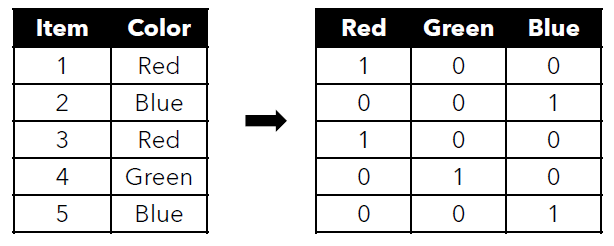 Item Color Red Green Blue
1 Red 1 0 0
2 Blue 0 0 1
3 Red 1 0 0
4 Green 0 1 0
5 Blue 0 0 1